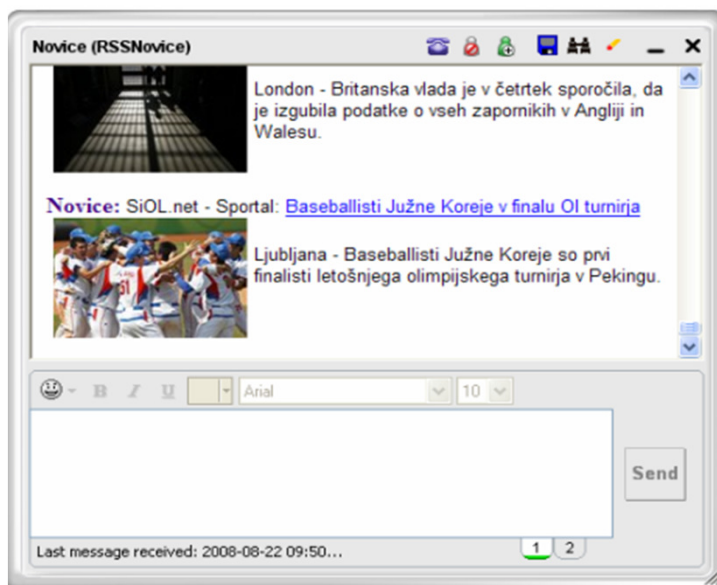 Novice (RSSNovice)
London - Britanska vlada je v četrtek sporočila, da
je izgubila podatke o vseh zapornikih v Angliji in
Walesu.
Novice: SiOL.net - Sportal: Baseballisti Južne Koreje v finalu OI turnirja
Ljubljana - Baseballisti Južne Koreje so prvi
finalisti letošnjega olimpijskega turnirja v Pekingu.
B I U Arial 10
Send
Last message received: 2008-08-22 09:50... 1 2